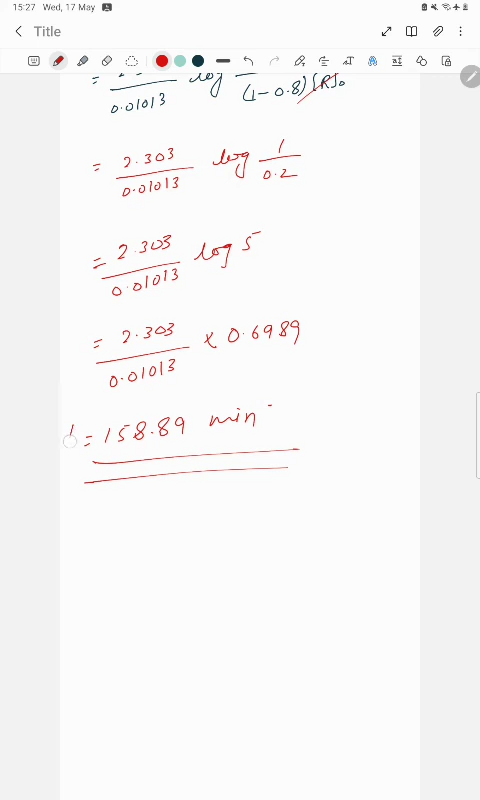 15:27 Wed, 17 May
Title
= 0.01013 log (1-0.8)[R]₀
= 2.303/0.01013 log 1/0.2
= 2.303/0.01013 log 5
= 2.303/0.01013 × 0.6989
= 158.89 min